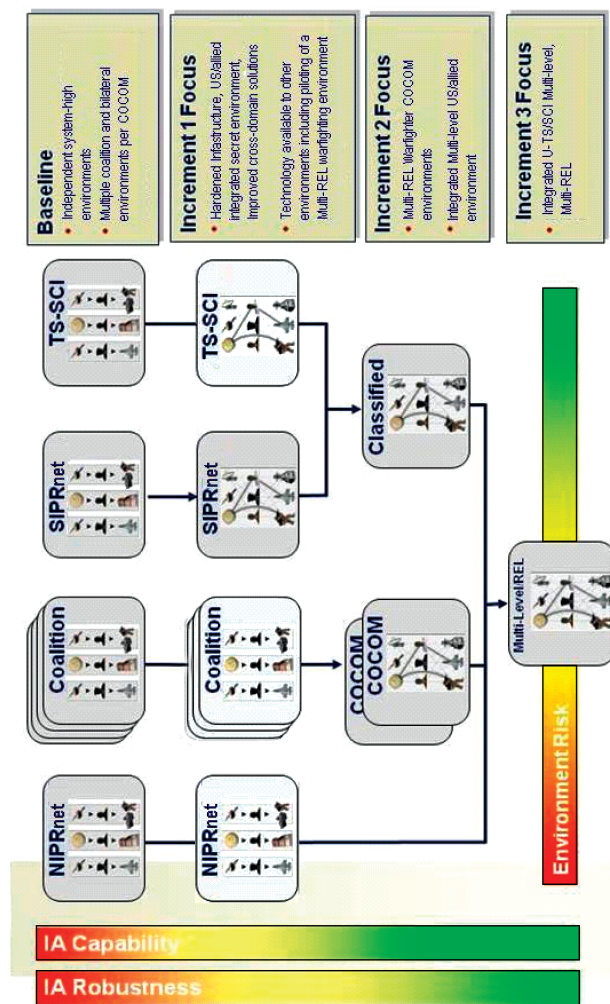 Baseline
• Independent system-high
environments
• Multiple coalition and bilateral
environments per COCOM
Increment 1 Focus
• Hardened Infastructure, US/allied
integrated secret environment,
Improved cross-domain solutions
• Technology available to other
environments including piloting of a
Multi-REL warfighting environment
Increment 2 Focus
• Multi-REL Warfighter COCOM
environments
• Integrated Multi-level US/allied
environment
Increment 3 Focus
• Integrated U-TS/SCI Multi-level,
Multi-REL
TS-SCI
TS-SCI
SIPRnet
SIPRnet
Classified
Coalition
Coalition
COCOM
COCOM
NIPRnet
NIPRnet
Multi-Level/REL
Environment Risk
IA Capability
IA Robustness